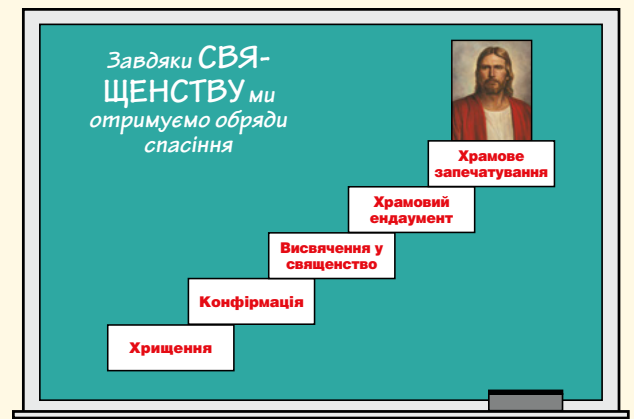 Завдяки СВЯ-
ЩЕНСТВУ ми
отримуємо обряди
спасіння
Храмове
запечатування
Храмовий
ендаумент
Висвячення у
священство
Конфірмація
Хрищення